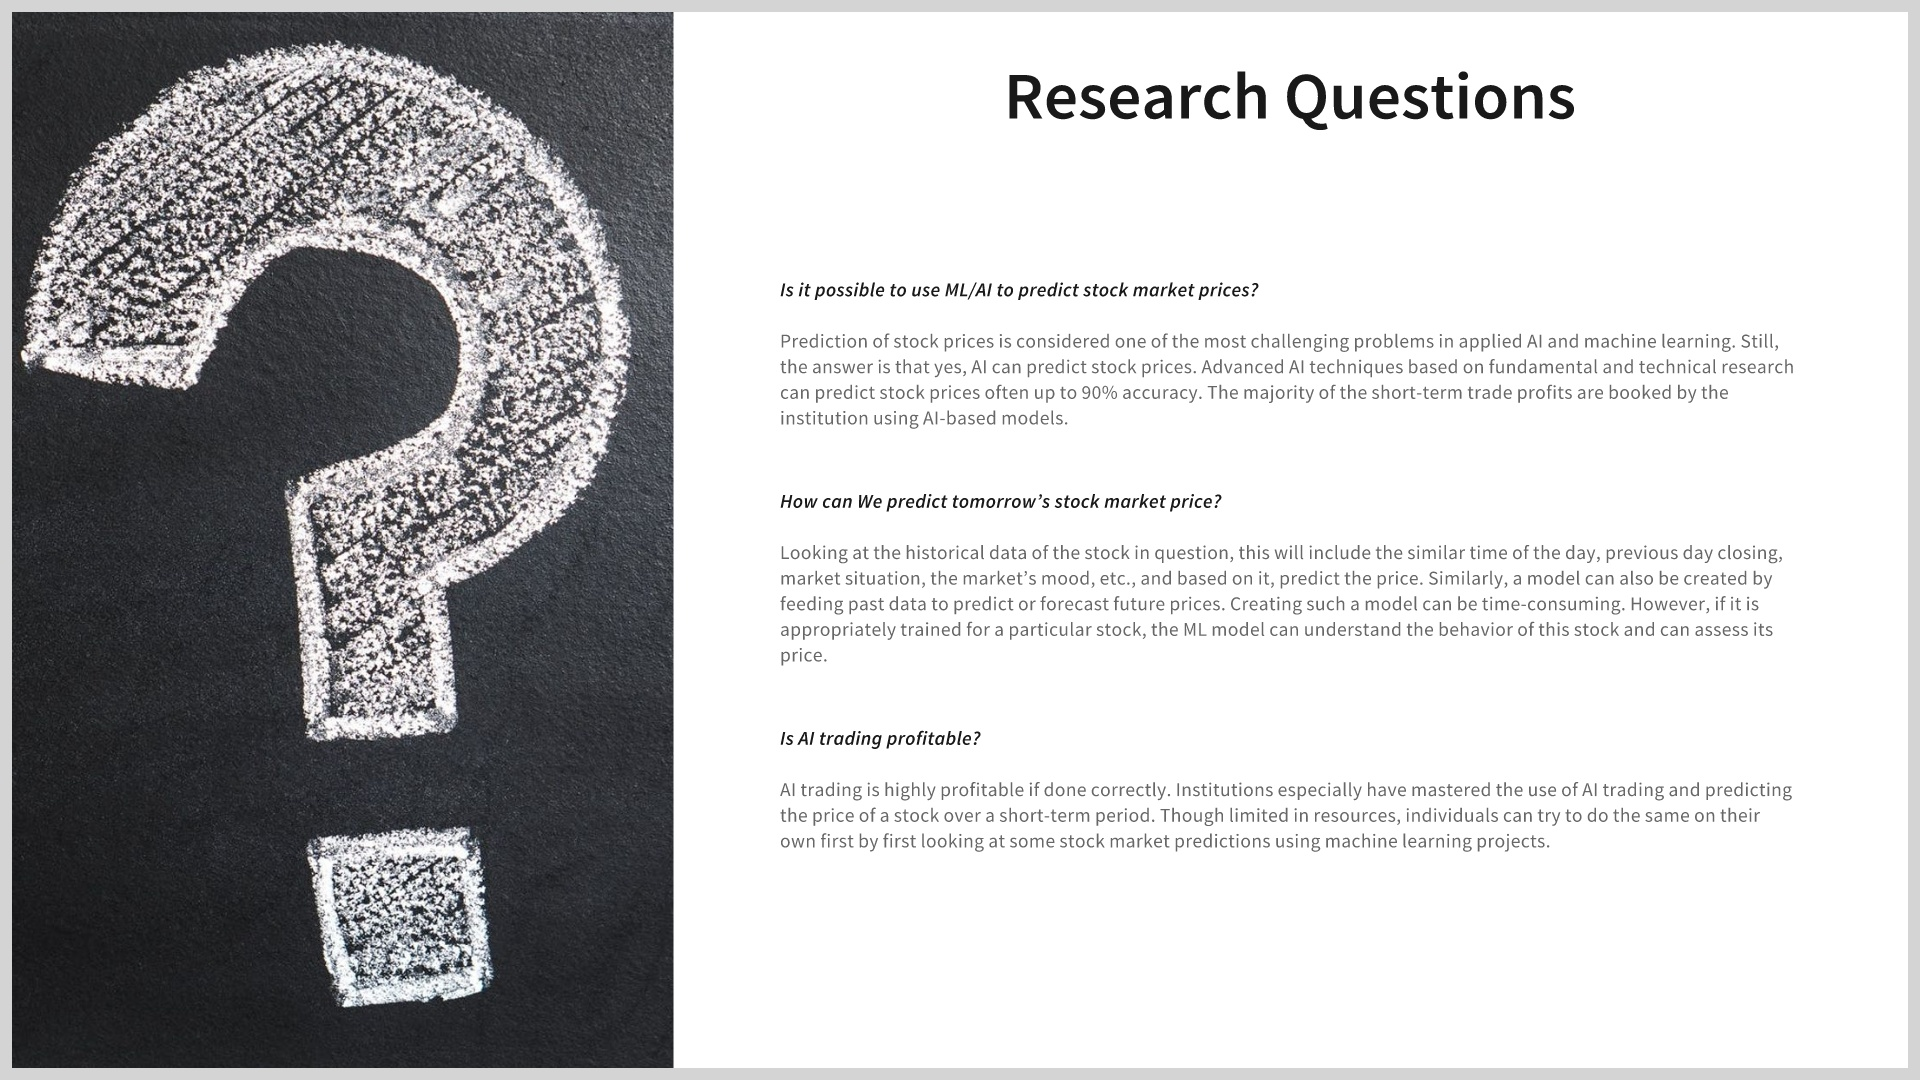 Research Questions
Is it possible to use ML/AI to predict stock market prices?
Prediction of stock prices is considered one of the most challenging problems in applied AI and machine learning. Still,
the answer is that yes, AI can predict stock prices. Advanced AI techniques based on fundamental and technical research
can predict stock prices often up to 90% accuracy. The majority of the short-term trade profits are booked by the
institution using AI-based models.
How can We predict tomorrow’s stock market price?
Looking at the historical data of the stock in question, this will include the similar time of the day, previous day closing,
market situation, the market’s mood, etc., and based on it, predict the price. Similarly, a model can also be created by
feeding past data to predict or forecast future prices. Creating such a model can be time-consuming. However, if it is
appropriately trained for a particular stock, the ML model can understand the behavior of this stock and can assess its
price.
Is AI trading profitable?
AI trading is highly profitable if done correctly. Institutions especially have mastered the use of AI trading and predicting
the price of a stock over a short-term period. Though limited in resources, individuals can try to do the same on their
own first by first looking at some stock market predictions using machine learning projects.